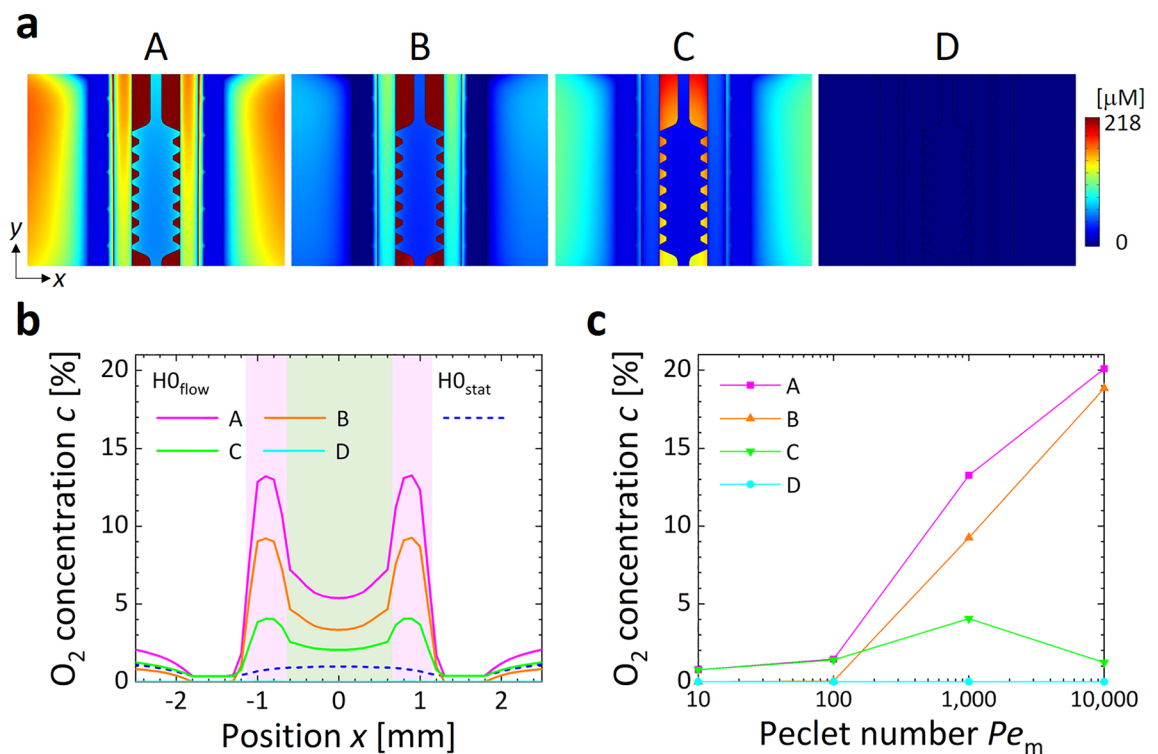 a
A B C D
[μM]
218
0
y
x
b
O2 concentration c [%]
20
15
10
5
0
H0flow H0stat
A B
C D
-2 -1 0 1 2
Position x [mm]
c
O2 concentration c [%]
20
15
10
5
0
A
B
C
D
10 100 1,000 10,000
Peclet number Pem